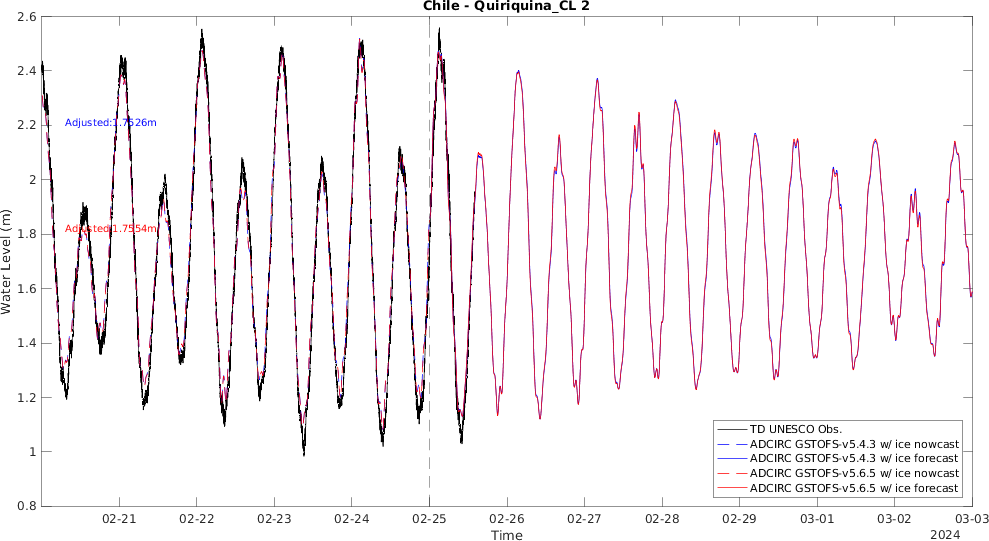 Chile - Quiriquina_CL 2
2.6
2.4
2.2
2
1.8
1.6
1.4
1.2
1
0.8
Water Level (m)
Adjusted:1.7526m
Adjusted:1.7554m
TD UNESCO Obs.
ADCIRC GSTOFS-v5.4.3 w/ ice nowcast
ADCIRC GSTOFS-v5.4.3 w/ ice forecast
ADCIRC GSTOFS-v5.6.5 w/ ice nowcast
ADCIRC GSTOFS-v5.6.5 w/ ice forecast
02-21 02-22 02-23 02-24 02-25 02-26 02-27 02-28 02-29 03-01 03-02 03-03
Time
2024